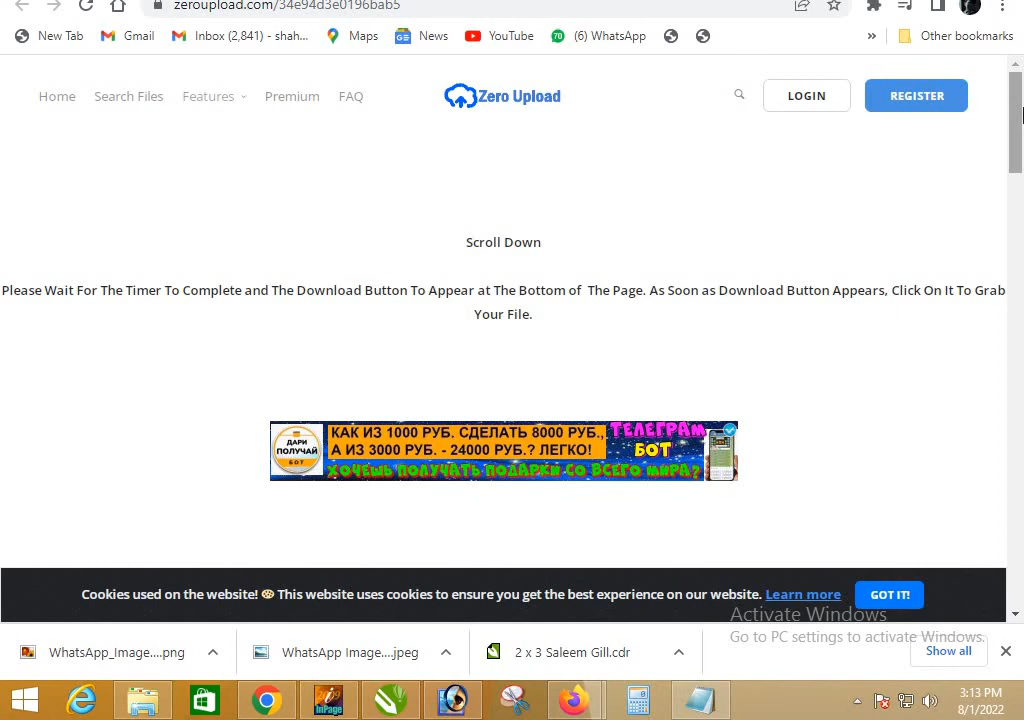 zeroupload.com/34e94d3e0196bab5
New Tab Gmail Inbox (2,841) - shah... Maps GE News YouTube 70 (6) WhatsApp » Other bookmarks
Home Search Files Features Premium FAQ Zero Upload LOGIN REGISTER
Scroll Down
Please Wait For The Timer To Complete and The Download Button To Appear at The Bottom of The Page. As Soon as Download Button Appears, Click On It To Grab
Your File.
ДАРИ ПОЛУЧАЙ БОТ
КАК ИЗ 1000 РУБ. СДЕЛАТЬ 8000 РУБ., ТЕЛЕГРАМ
А ИЗ 3000 РУБ. - 24000 РУБ.? ЛЕГКО! БОТ
ХОЧЕШЬ ПОЛУЧАТЬ ПОДАРКИ СО ВСЕГО МИРА?
Cookies used on the website! 🍪 This website uses cookies to ensure you get the best experience on our website. Learn more GOT IT!
Activate Windows
Go to PC settings to activate Windows.
WhatsApp_Image....png WhatsApp Image....jpeg 2 x 3 Saleem Gill.cdr Show all
InPage
3:13 PM
8/1/2022